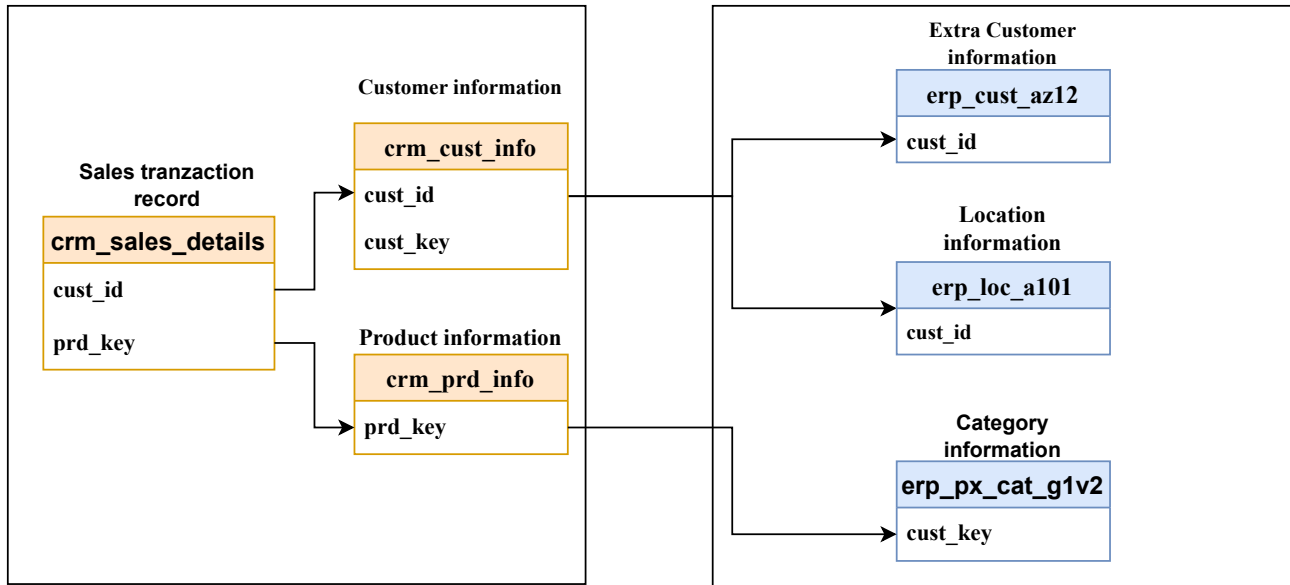 Sales tranzaction
record
crm_sales_details
cust_id
prd_key
Customer information
crm_cust_info
cust_id
cust_key
Product information
crm_prd_info
prd_key
Extra Customer
information
erp_cust_az12
cust_id
Location
information
erp_loc_a101
cust_id
Category
information
erp_px_cat_g1v2
cust_key